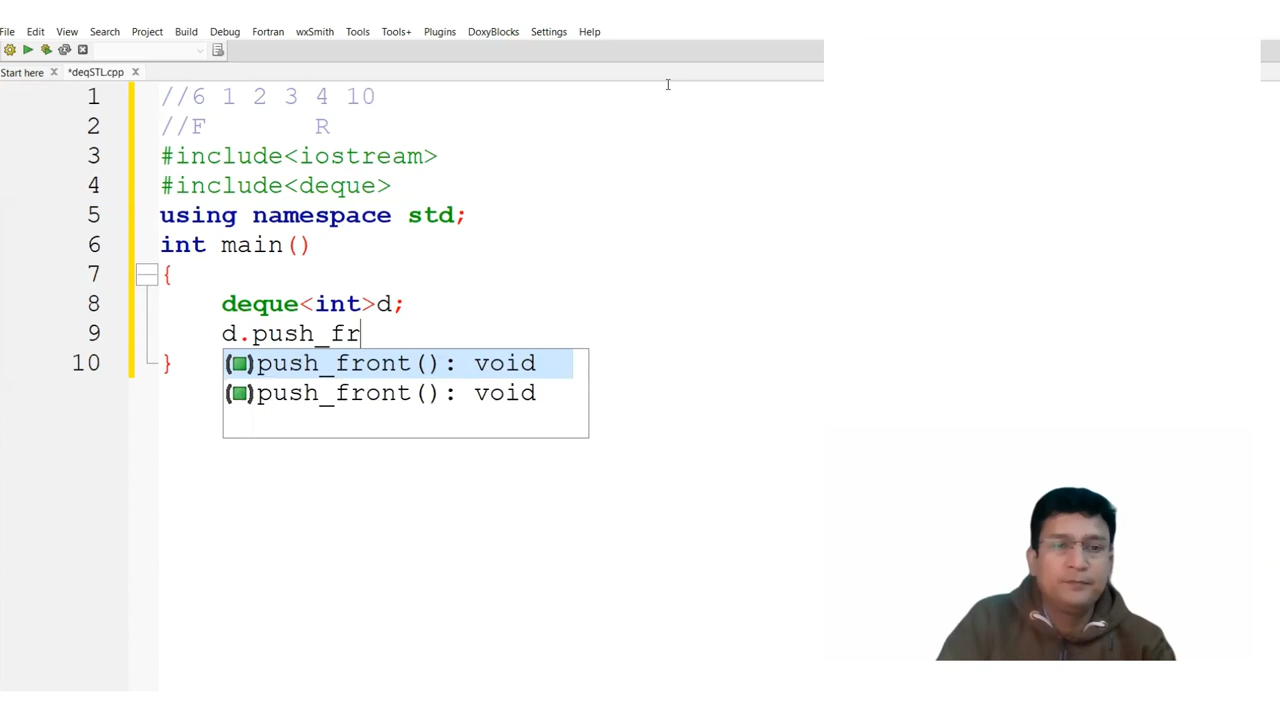 File Edit View Search Project Build Debug Fortran wxSmith Tools Tools+ Plugins DoxyBlocks Settings Help
Start here *deqSTL.cpp
1 //6 1 2 3 4 10
2 //F R
3 #include<iostream>
4 #include<deque>
5 using namespace std;
6 int main()
7 {
8 deque<int>d;
9 d.push_fr
10 }
push_front(): void
push_front(): void